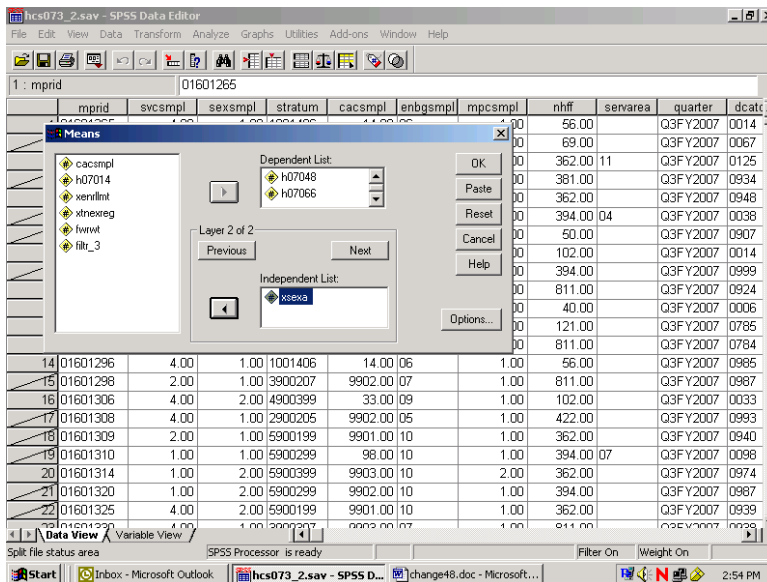 hcs073_2.sav - SPSS Data Editor
File Edit View Data Transform Analyze Graphs Utilities Add-ons Window Help
1 : mprid 01601265
mprid svcsmpl sexsmpl stratum cacsmpl enbgsmpl mpcsmpl nhff servarea quarter dcatc
56.00 Q3FY2007 0014
Means
69.00 Q3FY2007 0067
cacsmpl Dependent List: OK 362.00 11 Q3FY2007 0125
h07014 h07048 381.00 Q3FY2007 0934
xenrllmt h07066 Paste 362.00 Q3FY2007 0948
xtnexreg Reset 394.00 04 Q3FY2007 0038
fwrwt Layer 2 of 2 Cancel 50.00 Q3FY2007 0907
filtr_3 Previous Next 102.00 Q3FY2007 0014
Help 394.00 Q3FY2007 0999
Independent List: 811.00 Q3FY2007 0924
xsexa 40.00 Q3FY2007 0006
Options... 121.00 Q3FY2007 0785
811.00 Q3FY2007 0784
14 01601296 4.00 1.00 1001406 14.00 06 1.00 56.00 Q3FY2007 0985
15 01601298 2.00 1.00 3900207 9902.00 07 1.00 811.00 Q3FY2007 0987
16 01601306 4.00 2.00 4900399 33.00 09 1.00 102.00 Q3FY2007 0033
17 01601308 4.00 1.00 2900205 9902.00 05 1.00 422.00 Q3FY2007 0993
18 01601309 2.00 1.00 5900199 9901.00 10 1.00 362.00 Q3FY2007 0940
19 01601310 1.00 1.00 5900299 98.00 10 1.00 394.00 07 Q3FY2007 0098
20 01601314 1.00 2.00 5900399 9903.00 10 2.00 362.00 Q3FY2007 0974
21 01601320 1.00 2.00 5900299 9902.00 10 1.00 394.00 Q3FY2007 0987
22 01601325 4.00 2.00 5900199 9901.00 10 1.00 362.00 Q3FY2007 0939
Data View Variable View
Split file status area SPSS Processor is ready Filter On Weight On
Start Inbox - Microsoft Outlook hcs073_2.sav - SPSS D... change48.doc - Microsoft... 2:54 PM